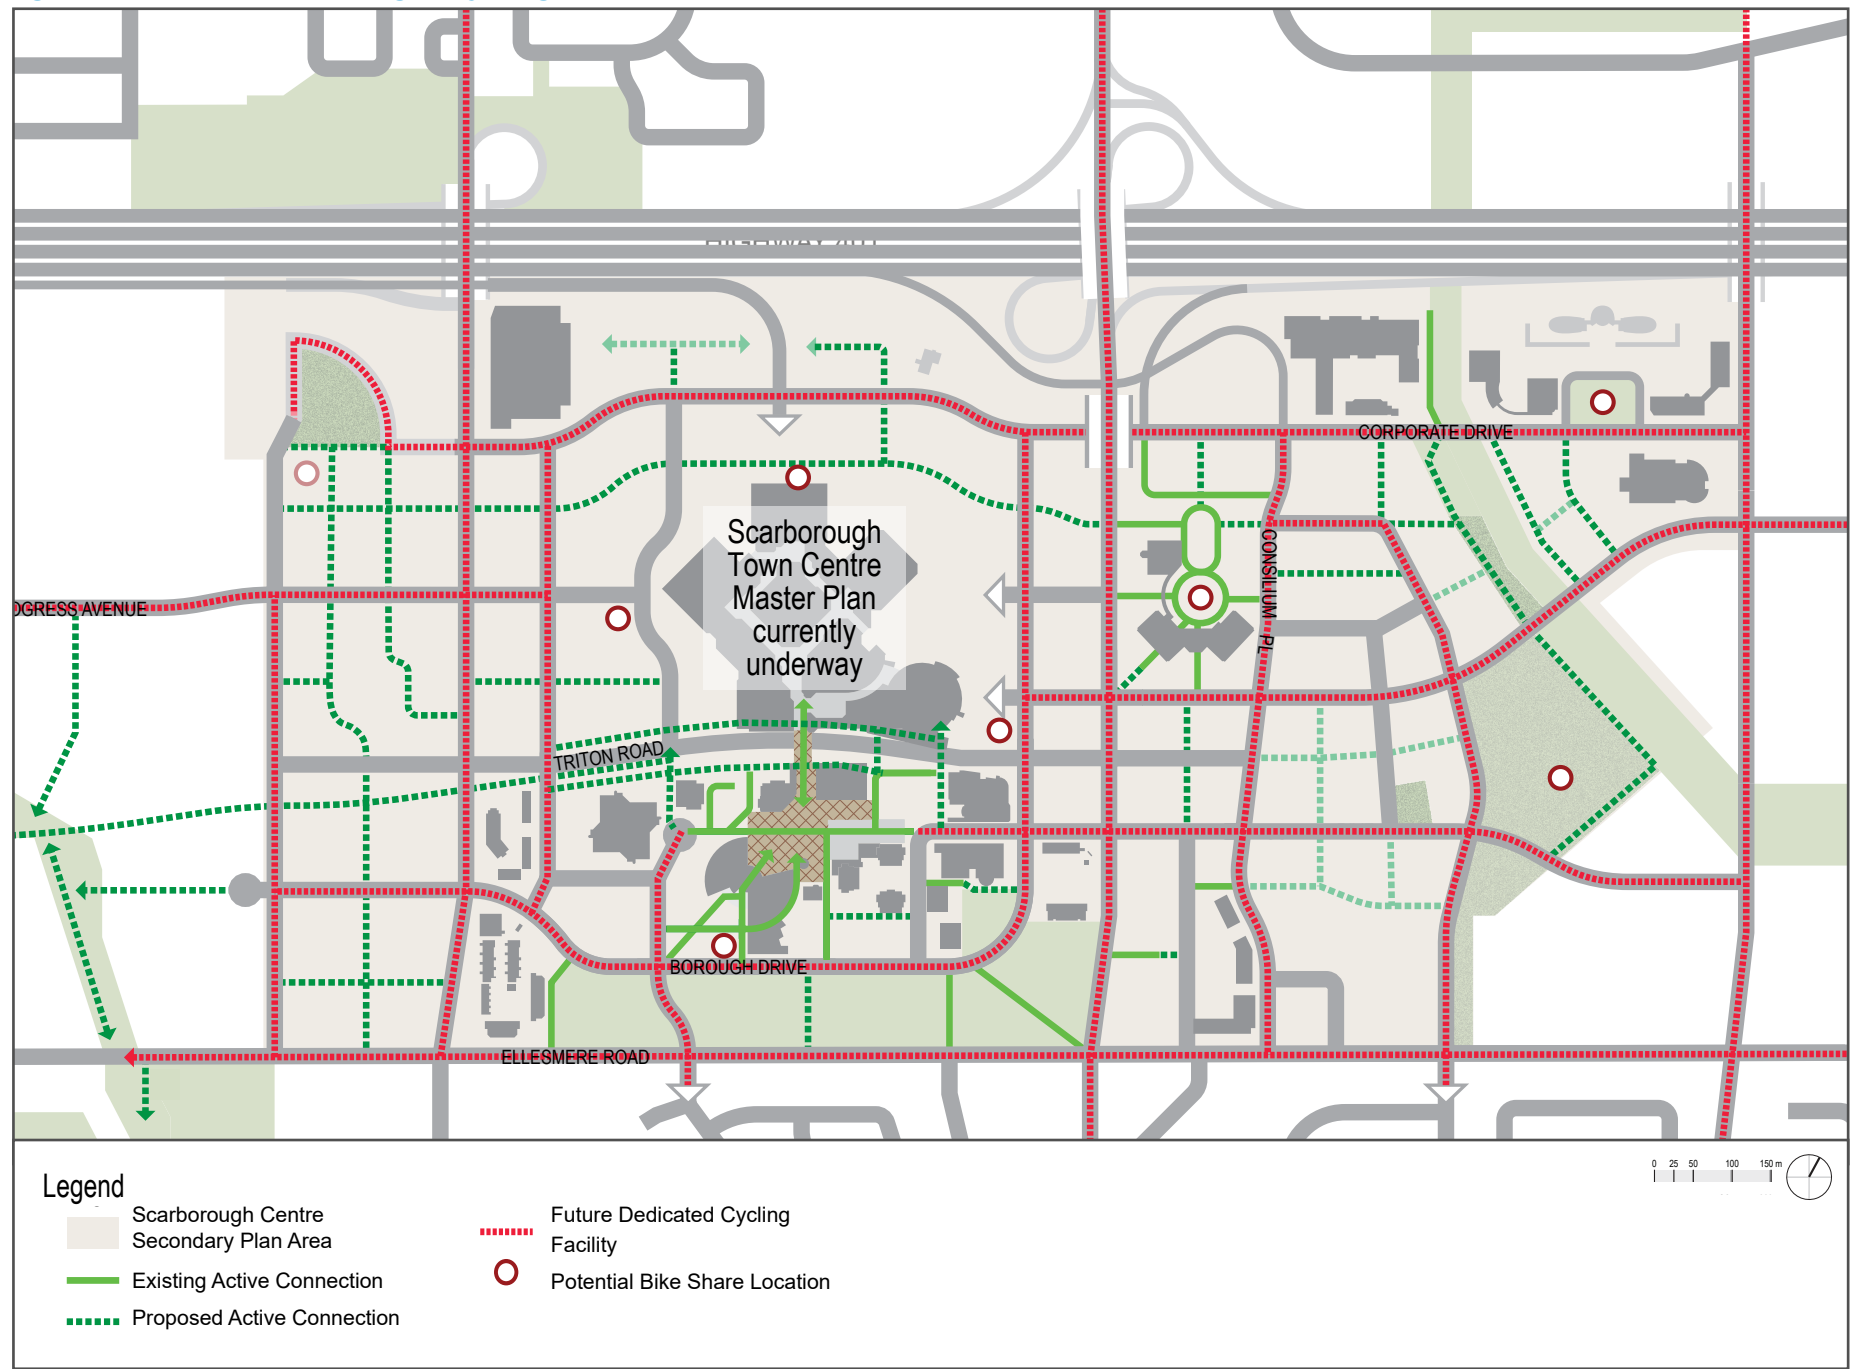 CORPORATE DRIVE
Scarborough
Town Centre
Master Plan
currently
underway
CONSILIUM PL
OGRESS AVENUE
TRITON ROAD
BOROUGH DRIVE
ELLESMERE ROAD
Legend
Scarborough Centre
Secondary Plan Area
Existing Active Connection
Proposed Active Connection
Future Dedicated Cycling
Facility
Potential Bike Share Location
0 25 50 100 150 m